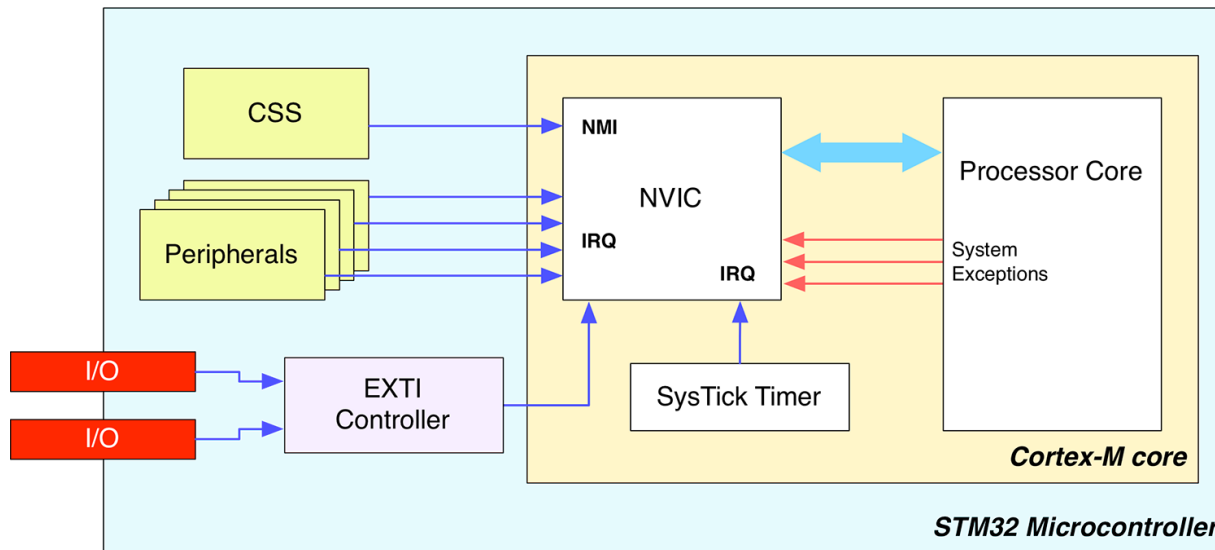 CSS
NMI
NVIC
Processor Core
Peripherals
IRQ
IRQ
System
Exceptions
I/O
I/O
EXTI
Controller
SysTick Timer
Cortex-M core
STM32 Microcontroller